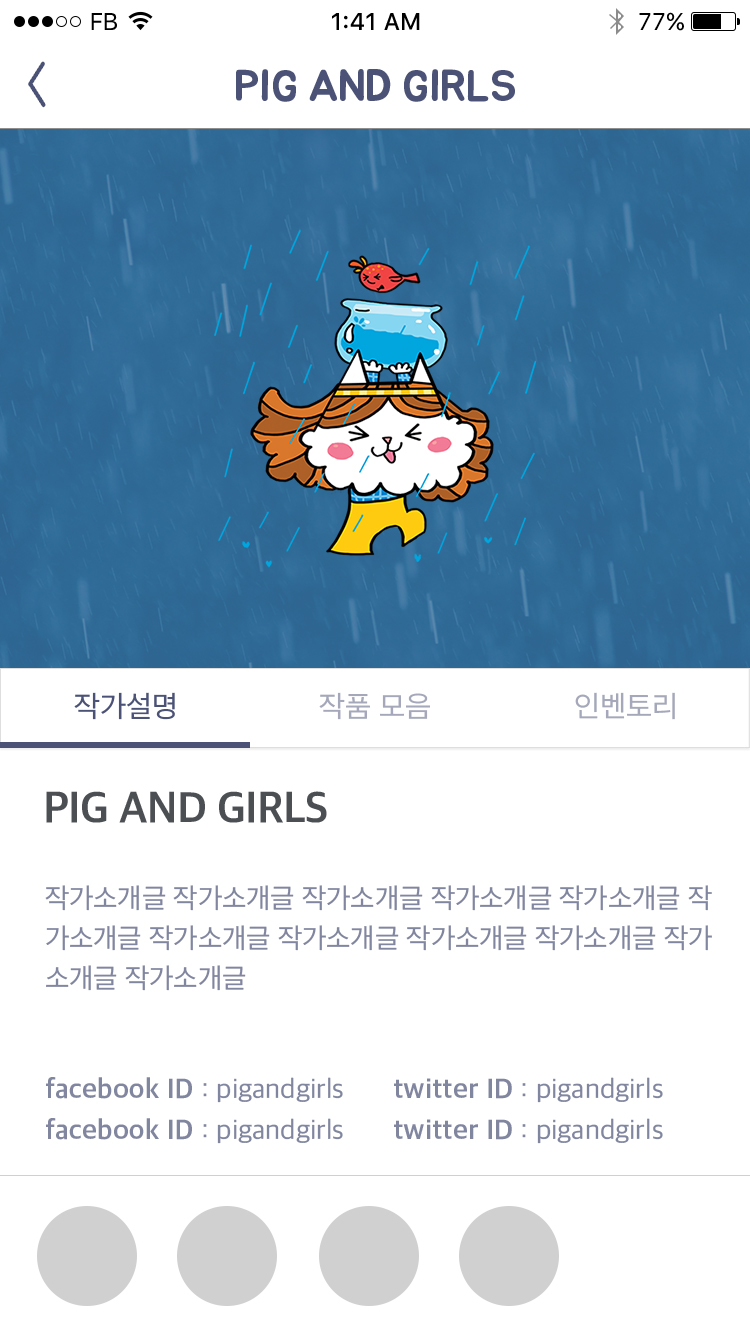 FB 1:41 AM 77%
PIG AND GIRLS
작가설명 작품 모음 인벤토리
PIG AND GIRLS
작가소개글 작가소개글 작가소개글 작가소개글 작가소개글 작
가소개글 작가소개글 작가소개글 작가소개글 작가소개글 작가
소개글 작가소개글
facebook ID : pigandgirls twitter ID : pigandgirls
facebook ID : pigandgirls twitter ID : pigandgirls